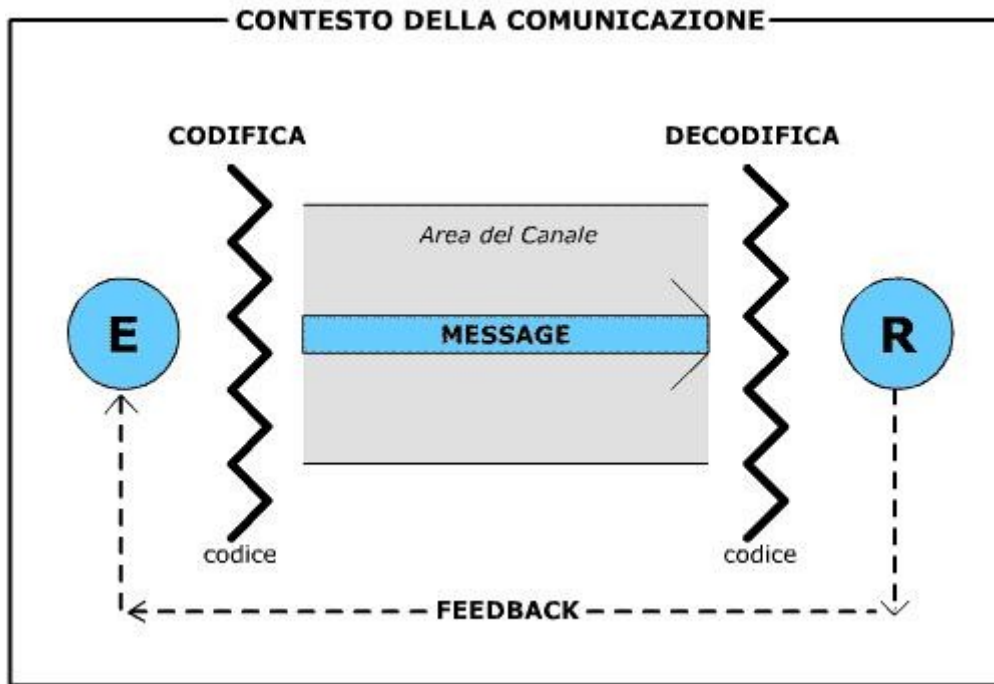 CONTESTO DELLA COMUNICAZIONE
CODIFICA
DECODIFICA
Area del Canale
E
MESSAGE
R
codice
codice
FEEDBACK